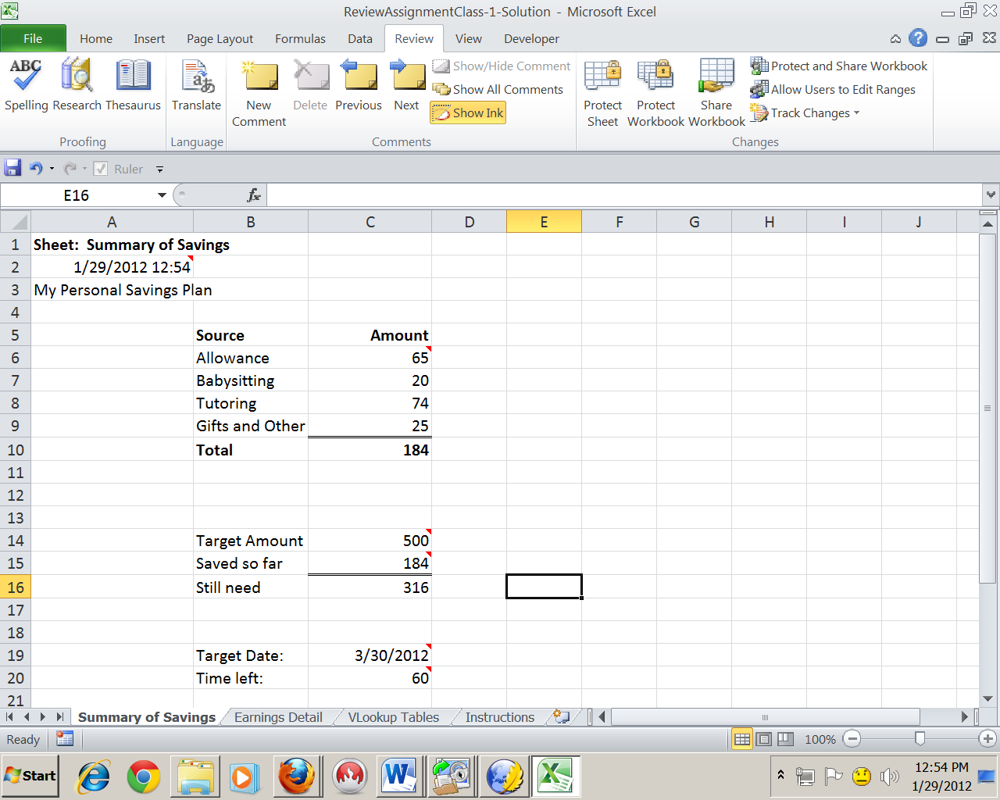 ReviewAssignmentClass-1-Solution - Microsoft Excel
File Home Insert Page Layout Formulas Data Review View Developer
ABC
Spelling Research Thesaurus
Proofing
Translate
Language
New Comment
Delete Previous Next
Show/Hide Comment
Show All Comments
Show Ink
Comments
Protect Sheet
Protect Workbook
Share Workbook
Protect and Share Workbook
Allow Users to Edit Ranges
Track Changes
Changes
Ruler
E16 fx
A B C D E F G H I J
1 Sheet: Summary of Savings
2 1/29/2012 12:54
3 My Personal Savings Plan
4
5 Source Amount
6 Allowance 65
7 Babysitting 20
8 Tutoring 74
9 Gifts and Other 25
10 Total 184
11
12
13
14 Target Amount 500
15 Saved so far 184
16 Still need 316
17
18
19 Target Date: 3/30/2012
20 Time left: 60
21
Summary of Savings Earnings Detail VLookup Tables Instructions
Ready 100%
Start 12:54 PM
1/29/2012